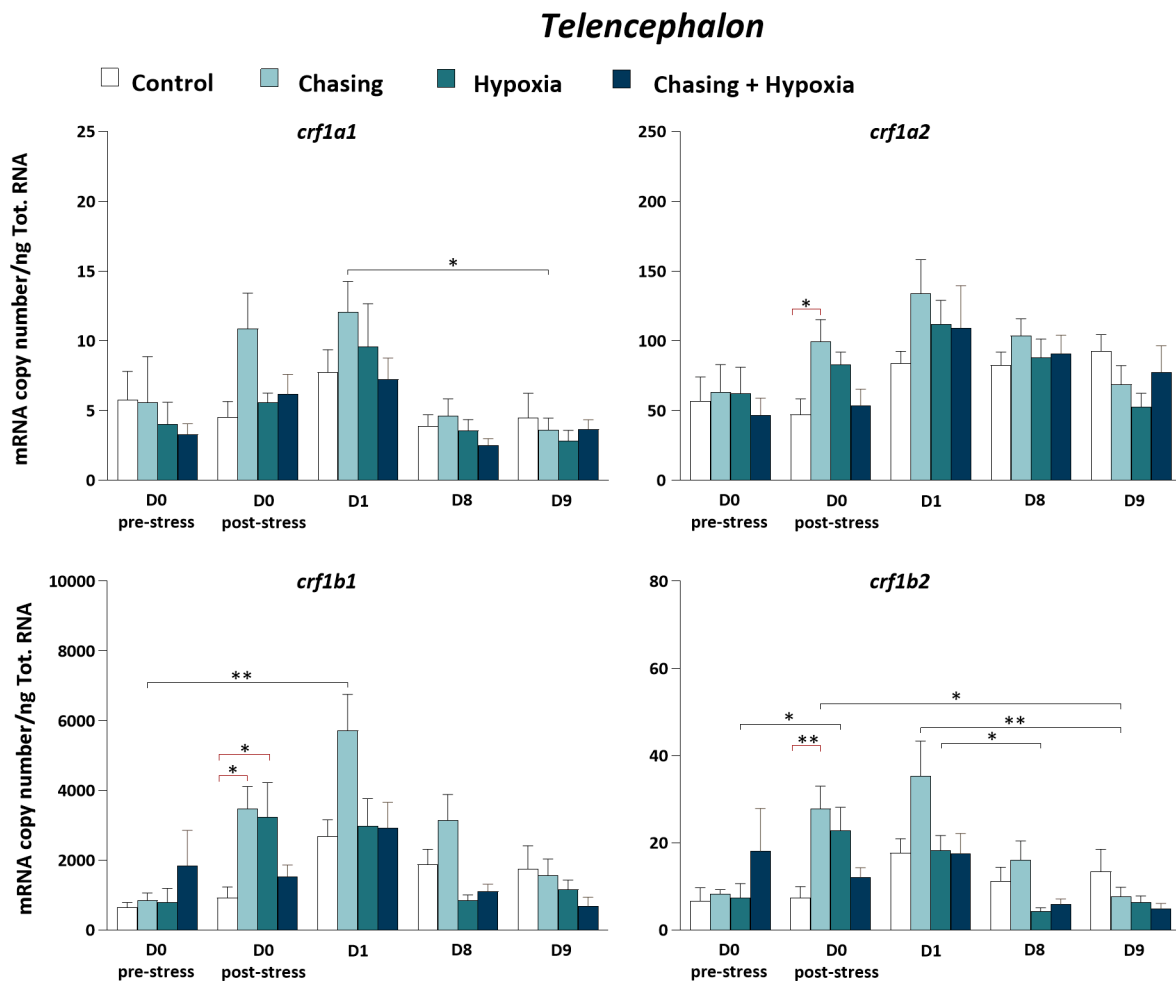 Telencephalon
Control Chasing Hypoxia Chasing + Hypoxia
crf1a1
mRNA copy number/ng Tot. RNA
25
20
15
10
5
0
*
D0 D0 D1 D8 D9
pre-stress post-stress
crf1a2
250
200
150
100
50
0
*
D0 D0 D1 D8 D9
pre-stress post-stress
crf1b1
mRNA copy number/ng Tot. RNA
10000
8000
6000
4000
2000
0
**
*
*
D0 D0 D1 D8 D9
pre-stress post-stress
crf1b2
80
60
40
20
0
*
* **
** *
D0 D0 D1 D8 D9
pre-stress post-stress